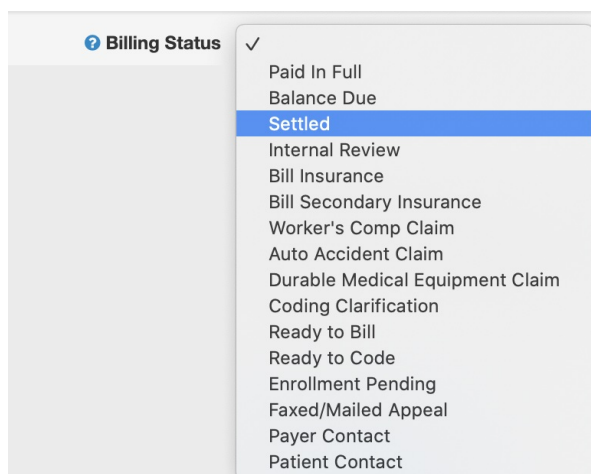 Billing Status
Paid In Full
Balance Due
Settled
Internal Review
Bill Insurance
Bill Secondary Insurance
Worker's Comp Claim
Auto Accident Claim
Durable Medical Equipment Claim
Coding Clarification
Ready to Bill
Ready to Code
Enrollment Pending
Faxed/Mailed Appeal
Payer Contact
Patient Contact